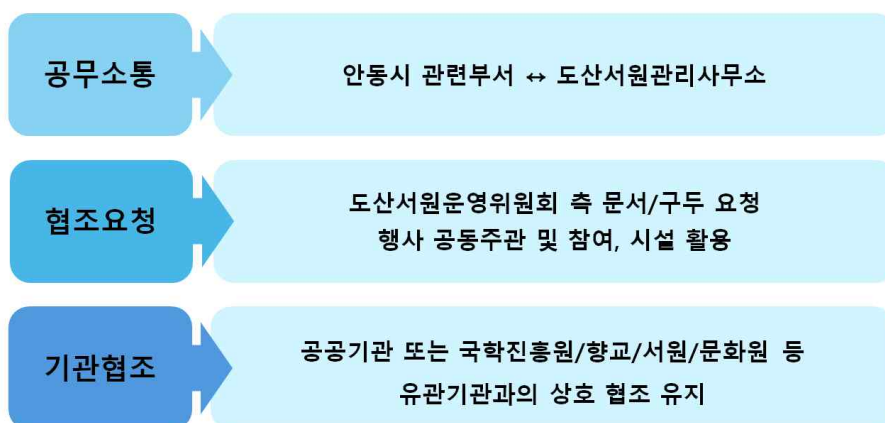 공무소통
안동시 관련부서 ↔ 도산서원관리사무소
협조요청
도산서원운영위원회 측 문서/구두 요청
행사 공동주관 및 참여, 시설 활용
기관협조
공공기관 또는 국학진흥원/향교/서원/문화원 등
유관기관과의 상호 협조 유지